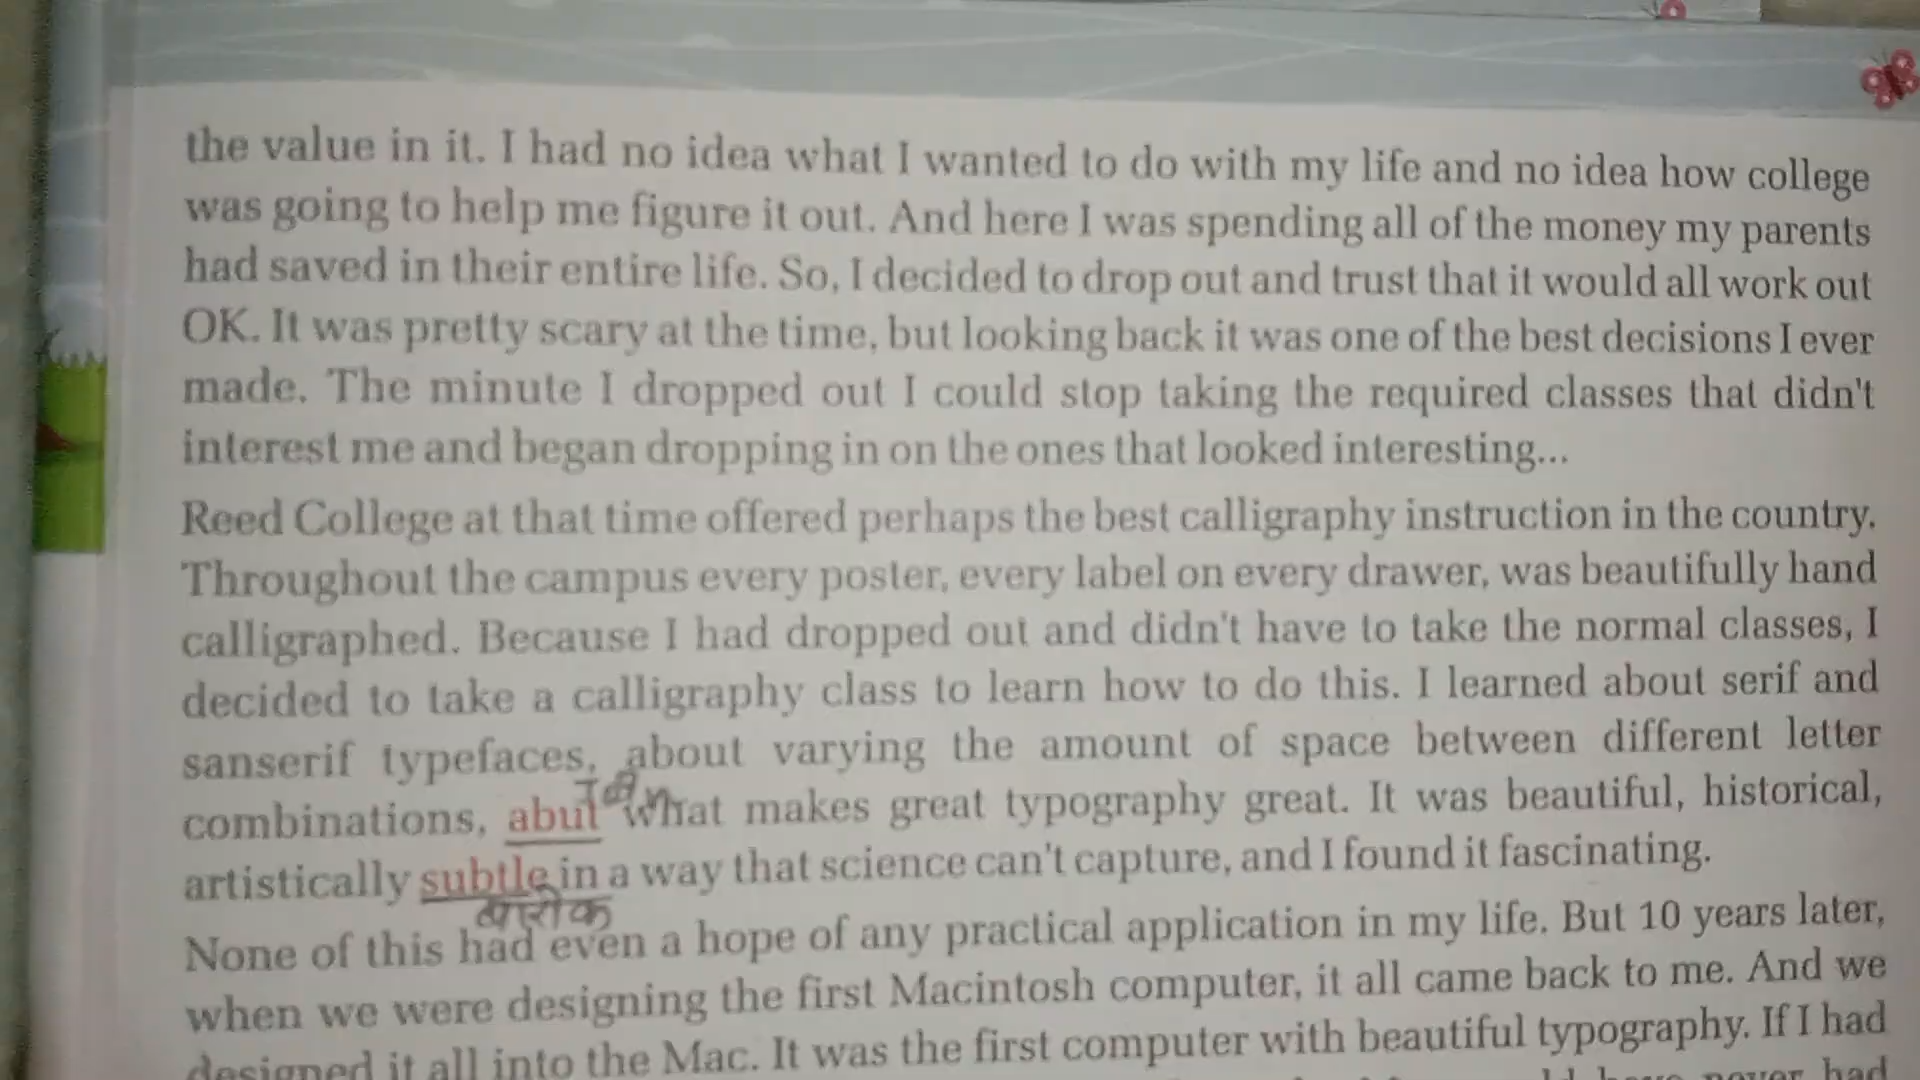 the value in it. I had no idea what I wanted to do with my life and no idea how college
was going to help me figure it out. And here I was spending all of the money my parents
had saved in their entire life. So, I decided to drop out and trust that it would all work out
OK. It was pretty scary at the time, but looking back it was one of the best decisions I ever
made. The minute I dropped out I could stop taking the required classes that didn't
interest me and began dropping in on the ones that looked interesting...
Reed College at that time offered perhaps the best calligraphy instruction in the country.
Throughout the campus every poster, every label on every drawer, was beautifully hand
calligraphed. Because I had dropped out and didn't have to take the normal classes, I
decided to take a calligraphy class to learn how to do this. I learned about serif and
sanserif typefaces, about varying the amount of space between different letter
combinations, abut what makes great typography great. It was beautiful, historical,
artistically subtle in a way that science can't capture, and I found it fascinating.
बारीक
None of this had even a hope of any practical application in my life. But 10 years later,
when we were designing the first Macintosh computer, it all came back to me. And we
designed it all into the Mac. It was the first computer with beautiful typography. If I had
never had